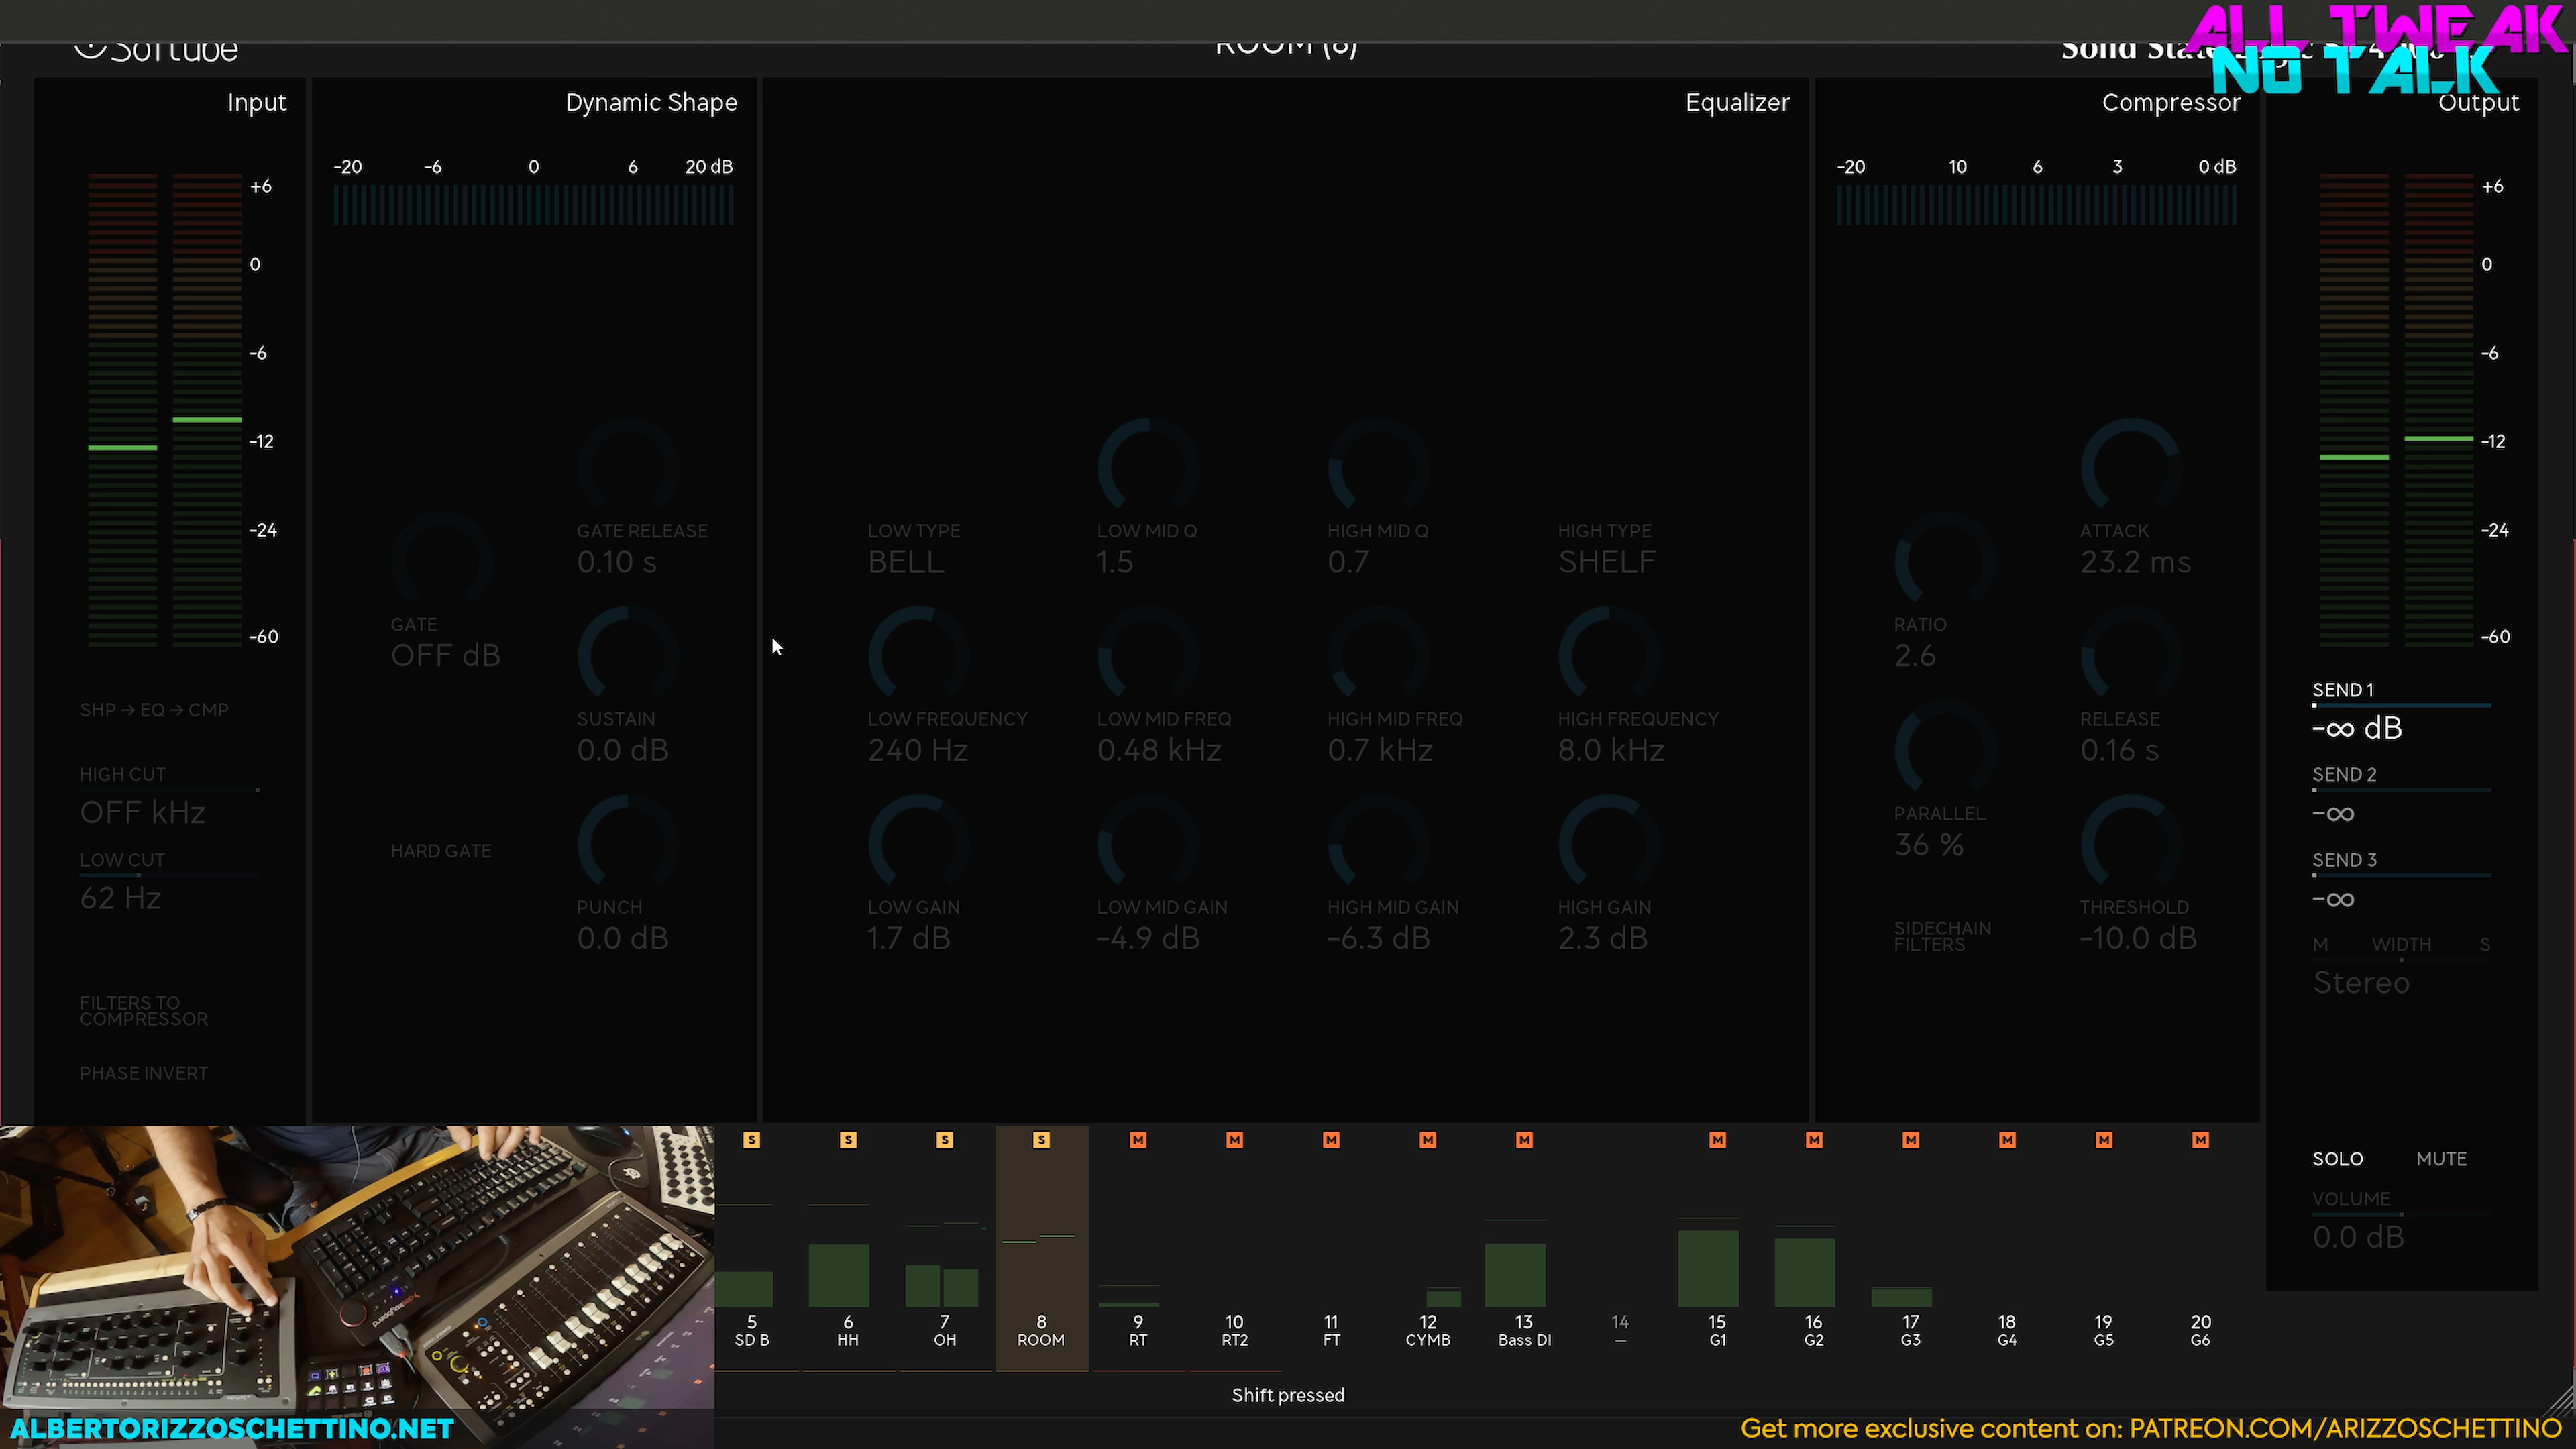 ALL TWEAK
NO TALK
Softube
ROOM (8)
Solid State Logic
Input
Dynamic Shape
Equalizer
Compressor
Output
-20 -6 0 6 20 dB
-20 10 6 3 0 dB
+6
0
-6
-12
-24
-60
+6
0
-6
-12
-24
-60
SHP → EQ → CMP
HIGH CUT
OFF kHz
LOW CUT
62 Hz
FILTERS TO
COMPRESSOR
PHASE INVERT
GATE RELEASE
0.10 s
GATE
OFF dB
SUSTAIN
0.0 dB
HARD GATE
PUNCH
0.0 dB
LOW TYPE
BELL
LOW MID Q
1.5
HIGH MID Q
0.7
HIGH TYPE
SHELF
LOW FREQUENCY
240 Hz
LOW MID FREQ
0.48 kHz
HIGH MID FREQ
0.7 kHz
HIGH FREQUENCY
8.0 kHz
LOW GAIN
1.7 dB
LOW MID GAIN
-4.9 dB
HIGH MID GAIN
-6.3 dB
HIGH GAIN
2.3 dB
ATTACK
23.2 ms
RATIO
2.6
RELEASE
0.16 s
PARALLEL
36 %
THRESHOLD
-10.0 dB
SIDECHAIN
FILTERS
SEND 1
-∞ dB
SEND 2
-∞
SEND 3
-∞
M WIDTH S
Stereo
SOLO MUTE
VOLUME
0.0 dB
S S S S M M M M M M M M M M M
5 6 7 8 9 10 11 12 13 14 15 16 17 18 19 20
SD B HH OH ROOM RT RT2 FT CYMB Bass DI — G1 G2 G3 G4 G5 G6
Shift pressed
ALBERTORIZZOSCHETTINO.NET
Get more exclusive content on: PATREON.COM/ARIZZOSCHETTINO